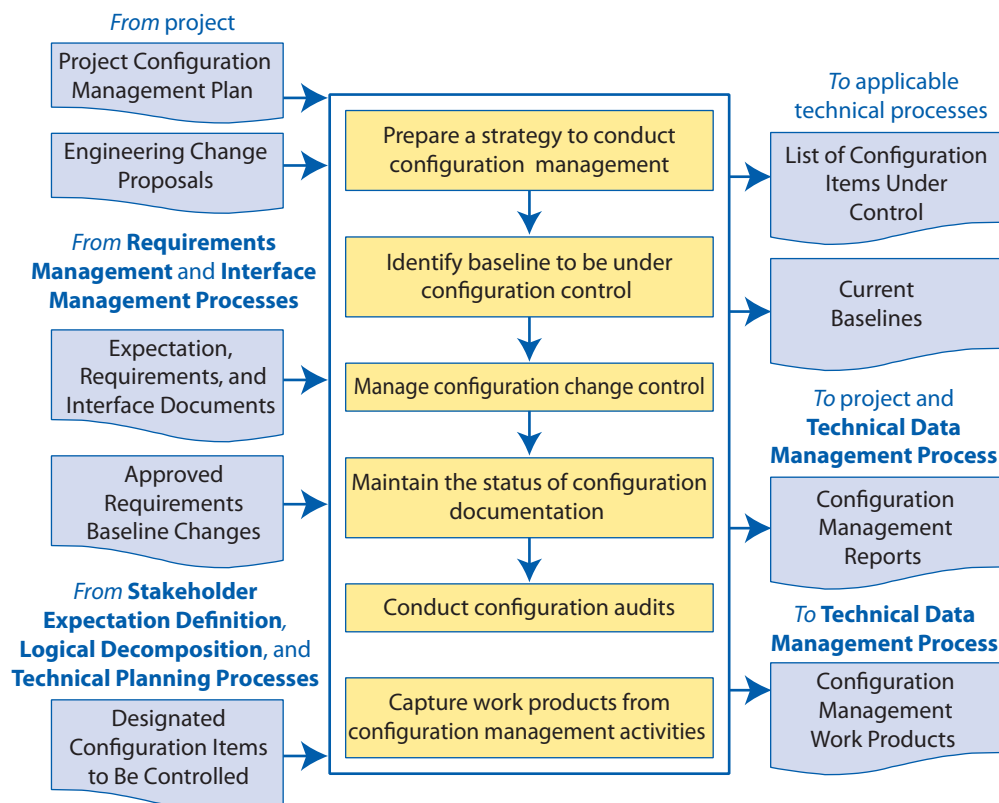 From project
Project Configuration
Management Plan
Engineering Change
Proposals
From Requirements
Management and Interface
Management Processes
Expectation,
Requirements, and
Interface Documents
Approved
Requirements
Baseline Changes
From Stakeholder
Expectation Definition,
Logical Decomposition, and
Technical Planning Processes
Designated
Configuration Items
to Be Controlled
Prepare a strategy to conduct
configuration management
Identify baseline to be under
configuration control
Manage configuration change control
Maintain the status of configuration
documentation
Conduct configuration audits
Capture work products from
configuration management activities
To applicable
technical processes
List of Configuration
Items Under
Control
Current
Baselines
To project and
Technical Data
Management Process
Configuration
Management
Reports
To Technical Data
Management Process
Configuration
Management
Work Products